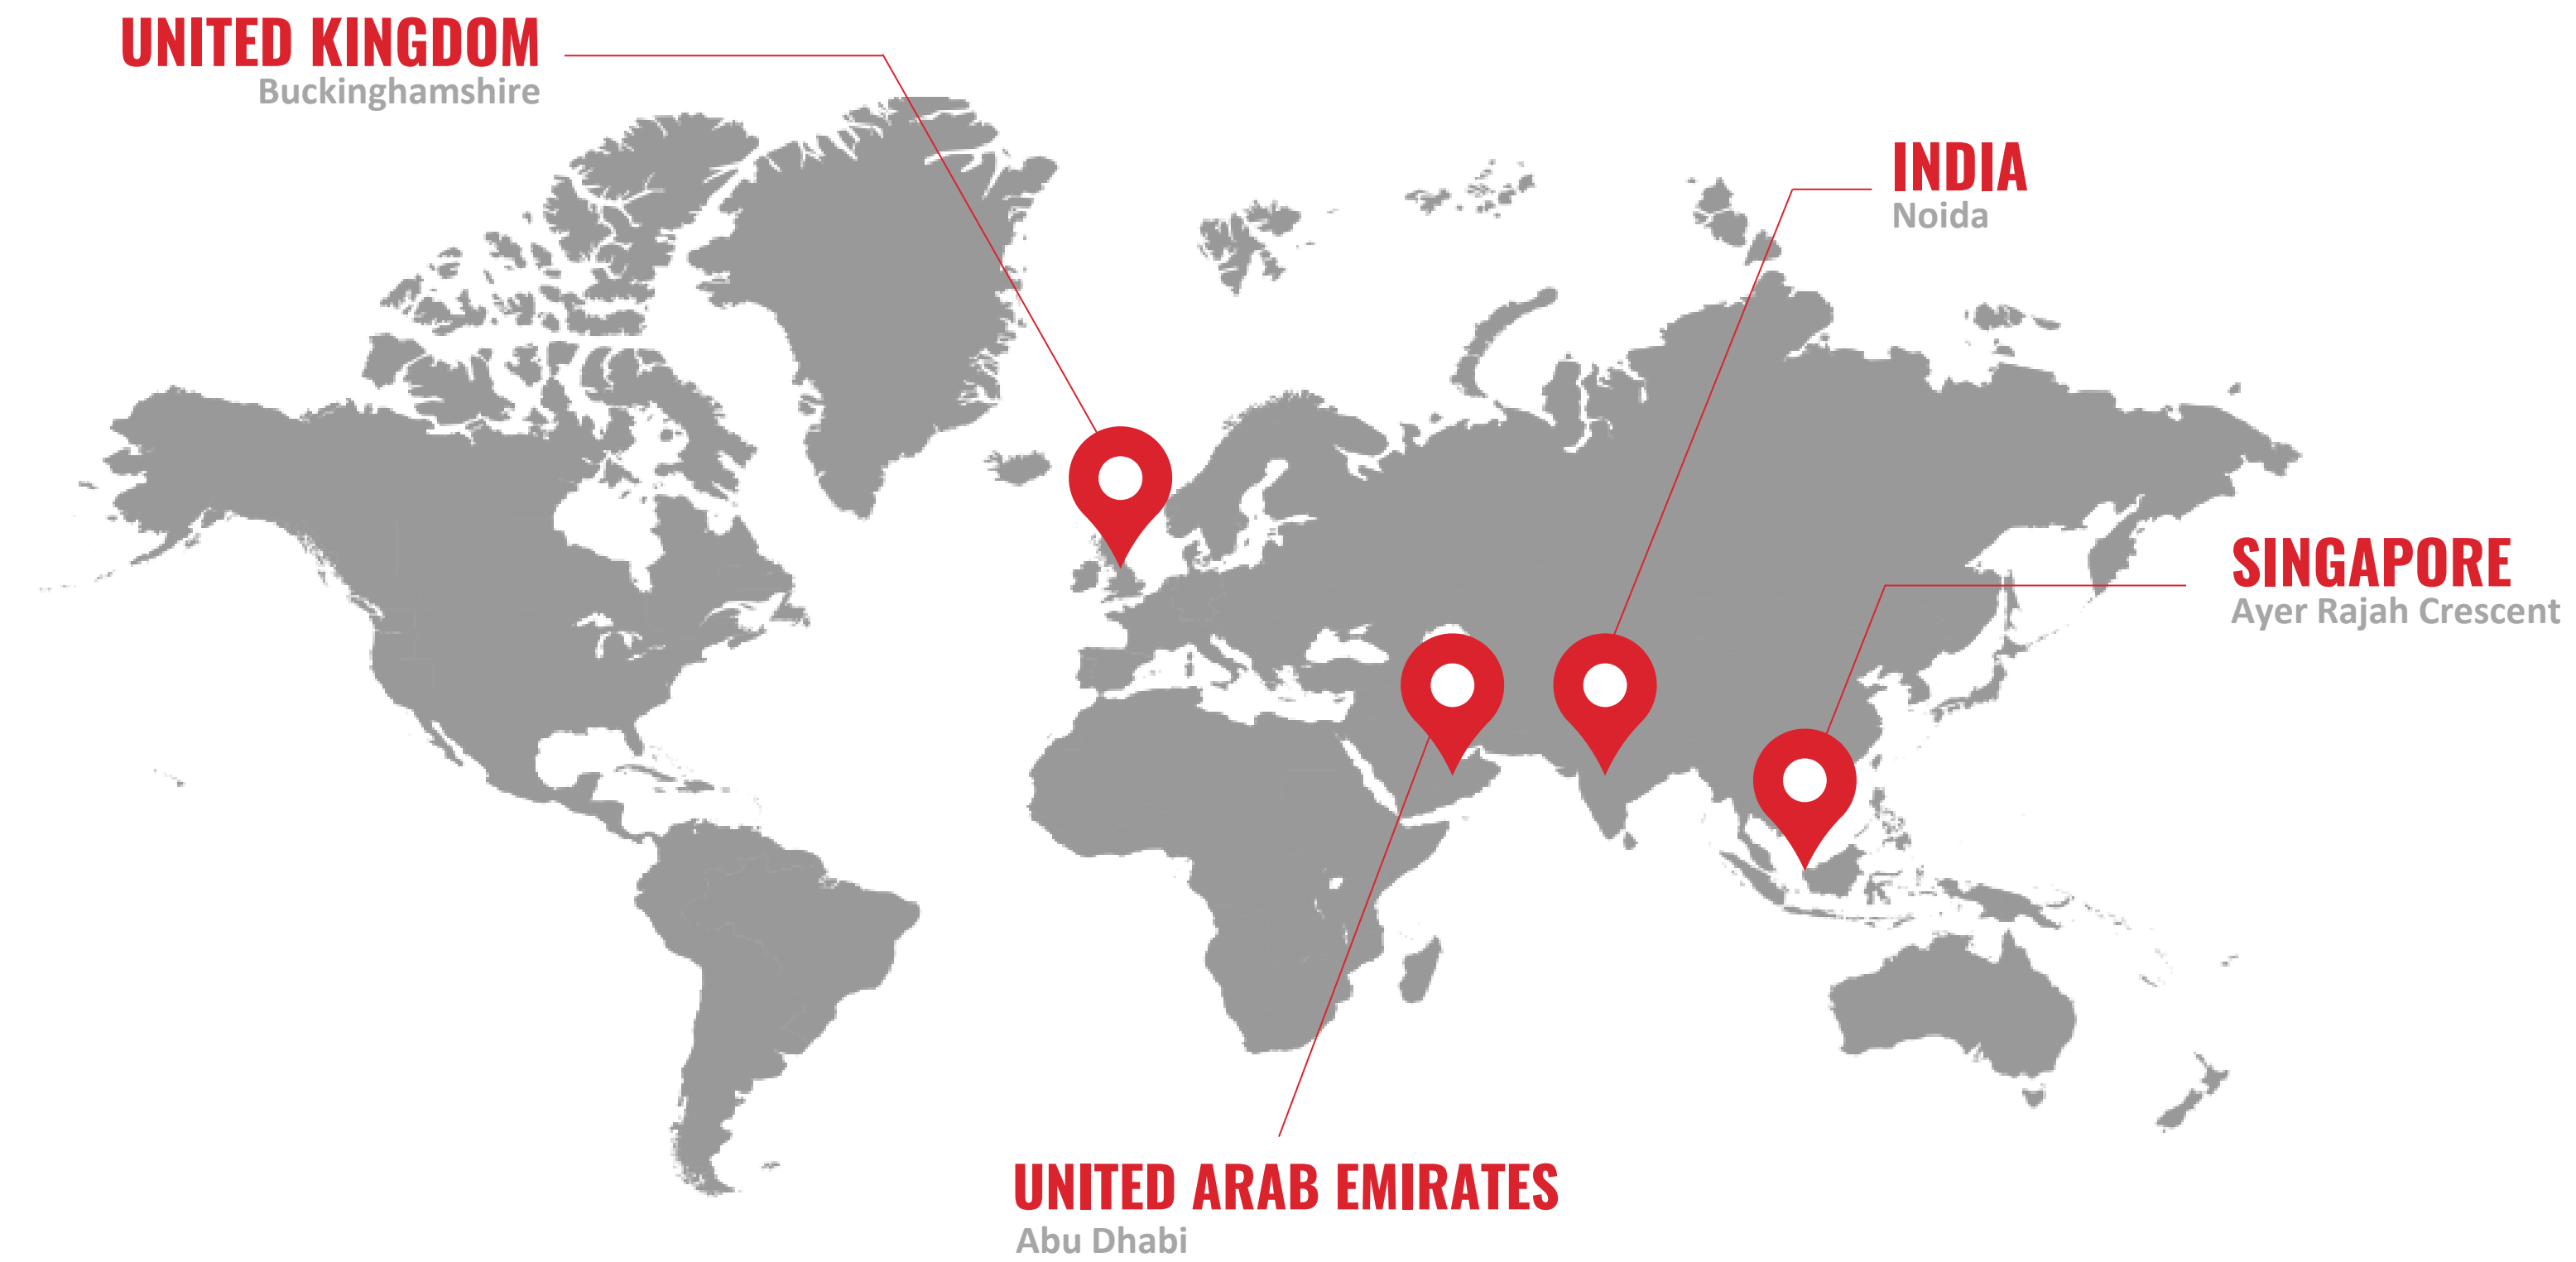 UNITED KINGDOM
Buckinghamshire
INDIA
Noida
SINGAPORE
Ayer Rajah Crescent
UNITED ARAB EMIRATES
Abu Dhabi